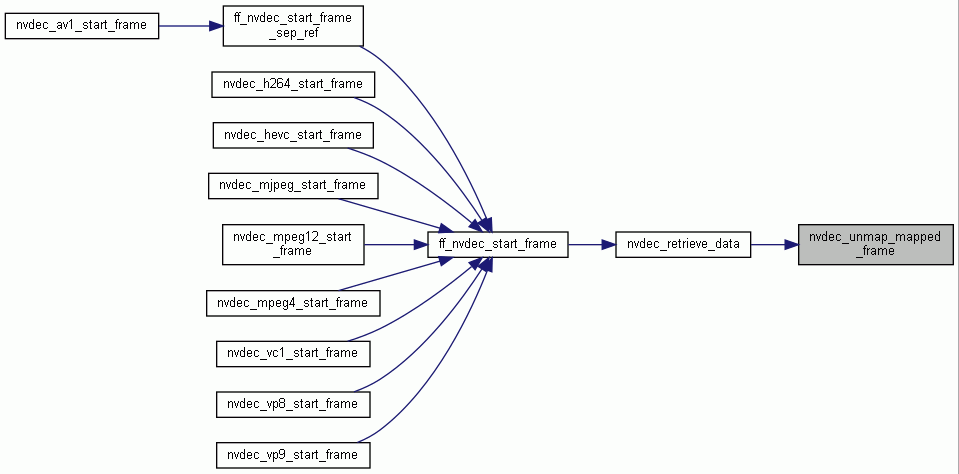 nvdec_av1_start_frame
ff_nvdec_start_frame
_sep_ref
nvdec_h264_start_frame
nvdec_hevc_start_frame
nvdec_mjpeg_start_frame
nvdec_mpeg12_start
_frame
nvdec_mpeg4_start_frame
nvdec_vc1_start_frame
nvdec_vp8_start_frame
nvdec_vp9_start_frame
ff_nvdec_start_frame
nvdec_retrieve_data
nvdec_unmap_mapped
_frame